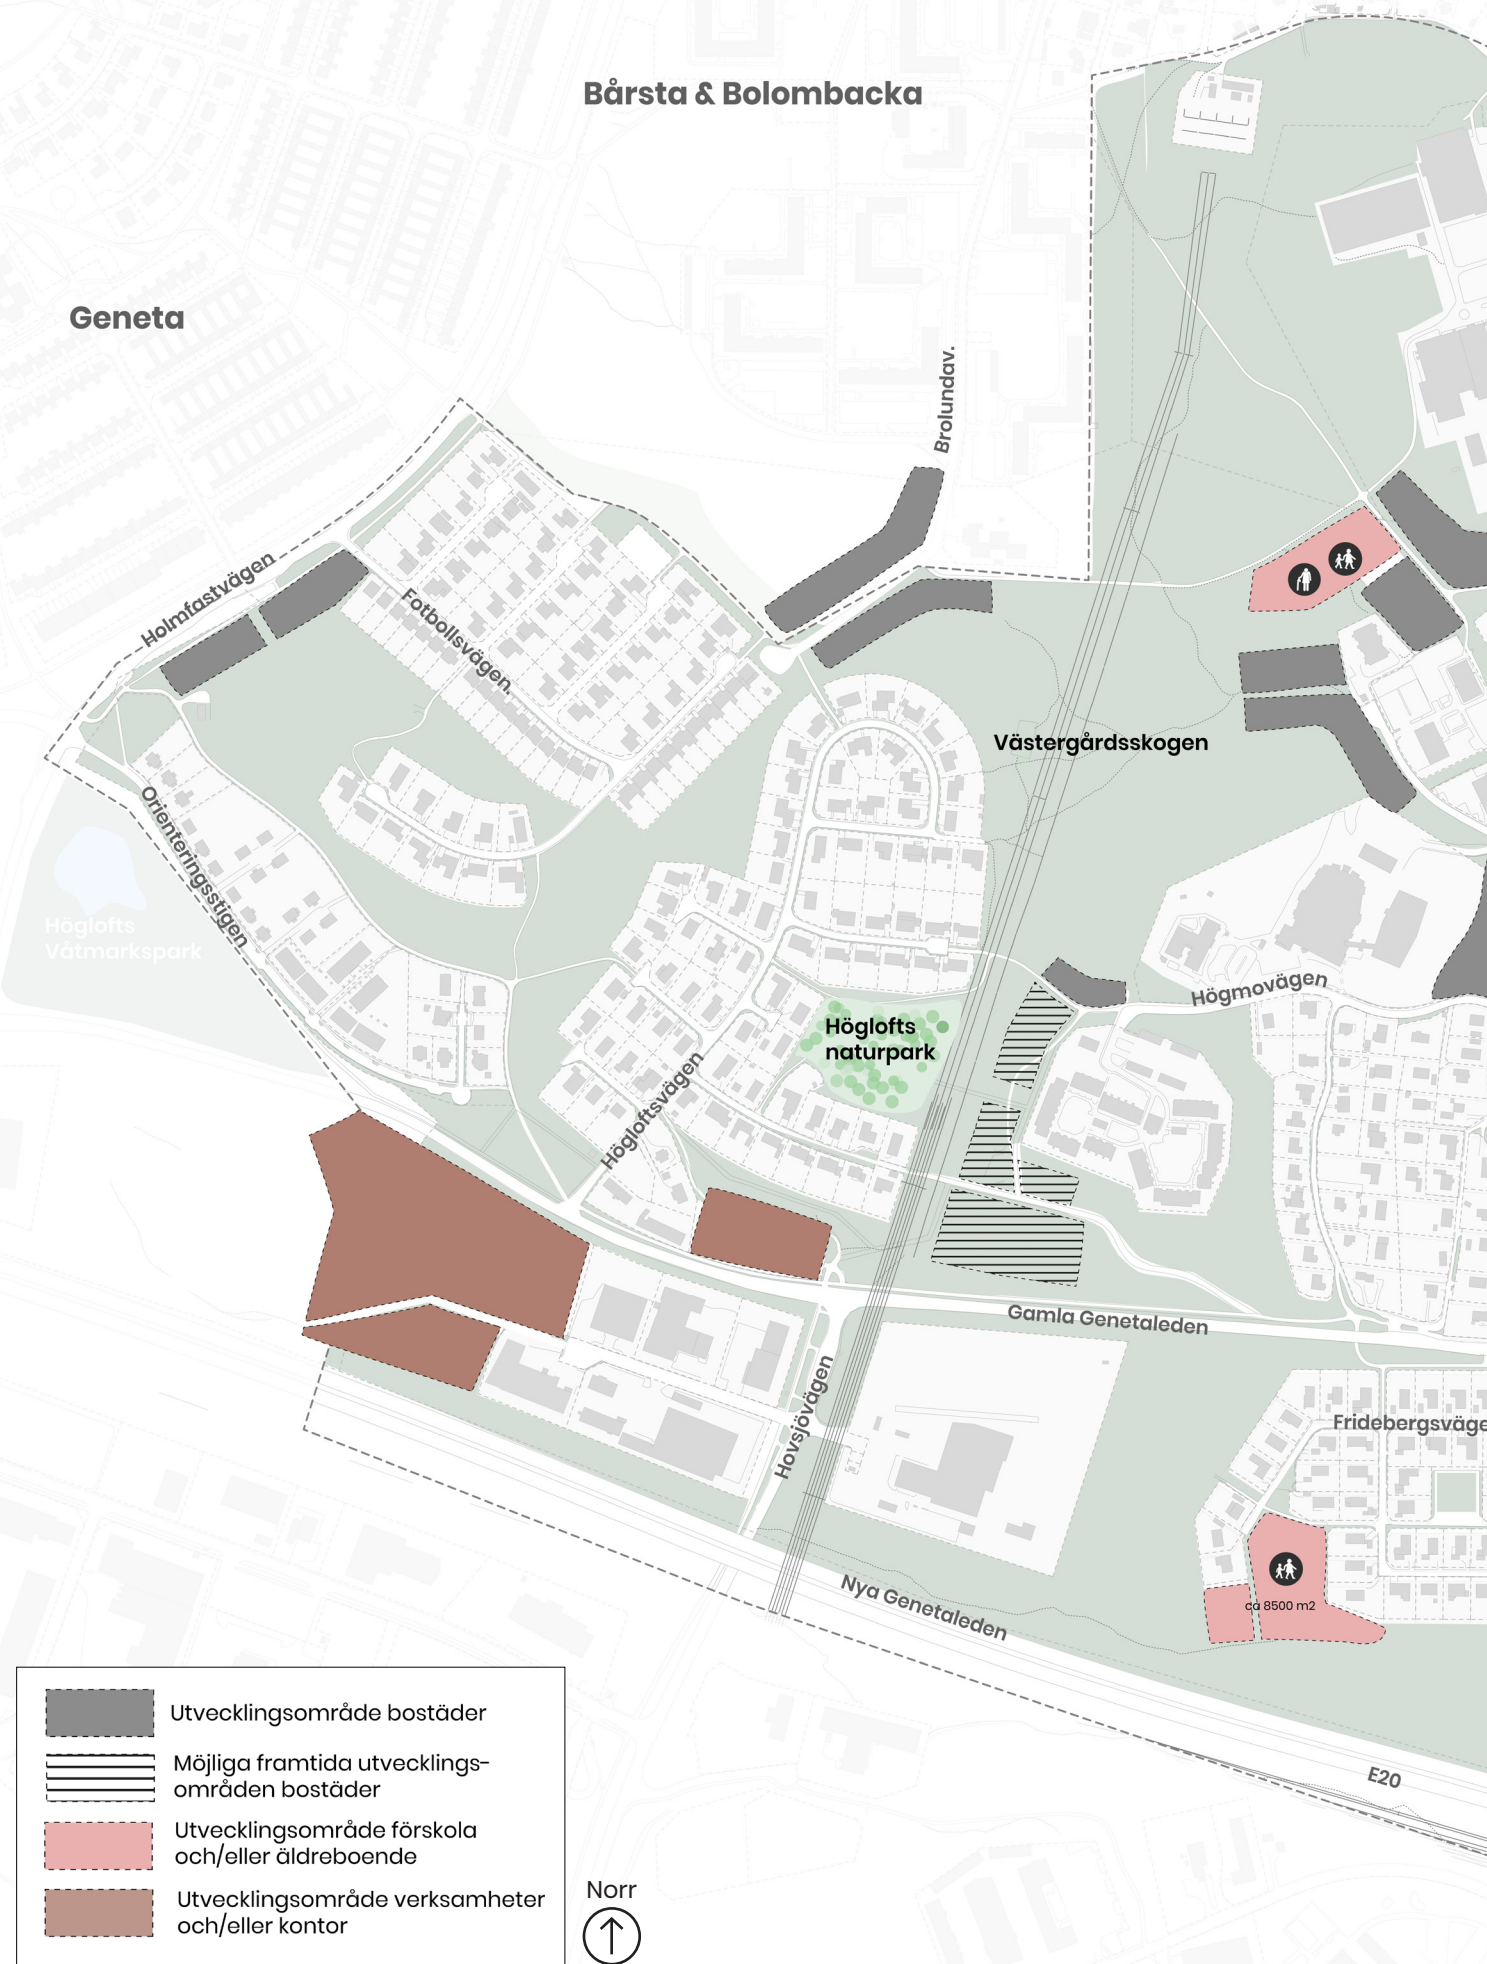 Bårsta & Bolombacka
Geneta
Brolundav.
Holmfastvägen
Fotbollsvägen.
Västergårdsskogen
Orienteringsstigen
Höglofts
Våtmarkspark
Högmovägen
Höglofts
naturpark
Högloftsvägen
Gamla Genetaleden
Hovsjövägen
Fridebergsväge
ca 8500 m2
Nya Genetaleden
E20
Utvecklingsområde bostäder
Möjliga framtida utvecklings-
områden bostäder
Utvecklingsområde förskola
och/eller äldreboende
Utvecklingsområde verksamheter
och/eller kontor
Norr